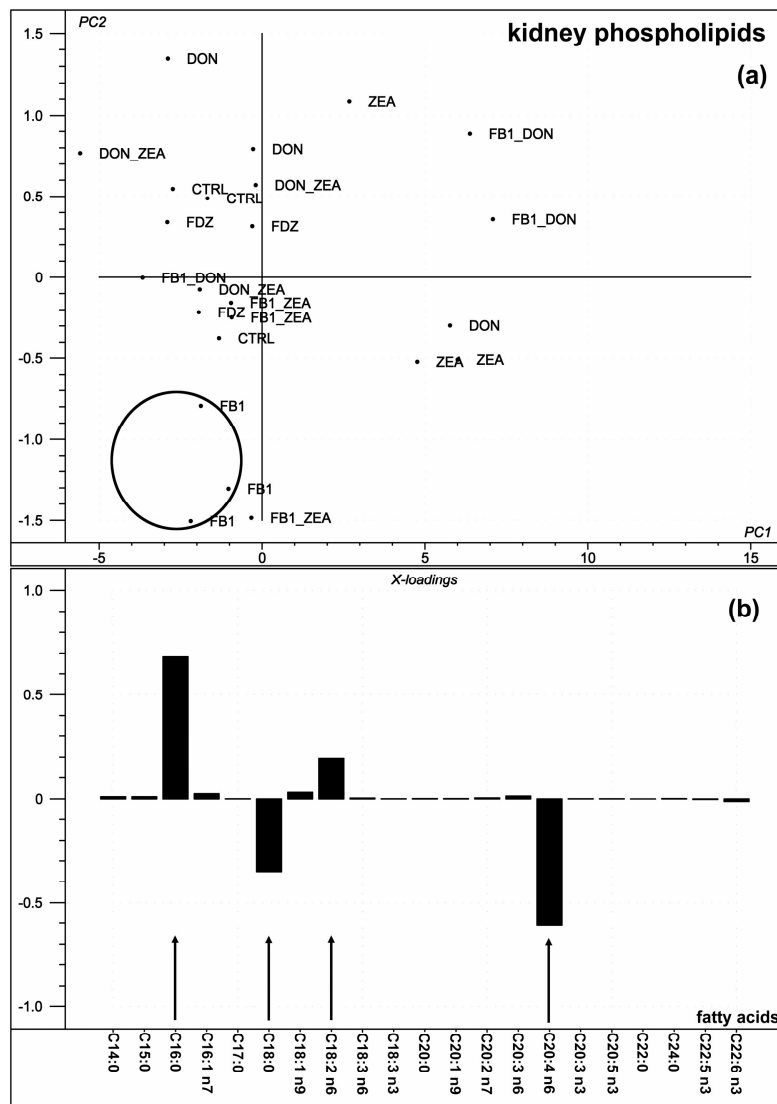 PC2
kidney phospholipids
(a)
1.5
1.0
0.5
0
-0.5
-1.0
-1.5
DON
ZEA
FB1_DON
DON_ZEA
DON
DON_ZEA
CTRL
CTRL
FDZ
FDZ
FB1_DON
FB1_DON
DON_ZEA
FB1_ZEA
FDZ
FB1_ZEA
CTRL
DON
ZEA
ZEA
FB1
FB1
FB1
FB1_ZEA
PC1
-5
0
5
10
15
X-loadings
(b)
1.0
0.5
0
-0.5
-1.0
fatty acids
C14:0
C15:0
C16:0
C16:1 n7
C17:0
C18:0
C18:1 n9
C18:2 n6
C18:3 n6
C18:3 n3
C20:0
C20:1 n9
C20:2 n7
C20:3 n6
C20:4 n6
C20:3 n3
C20:5 n3
C22:0
C24:0
C22:5 n3
C22:6 n3